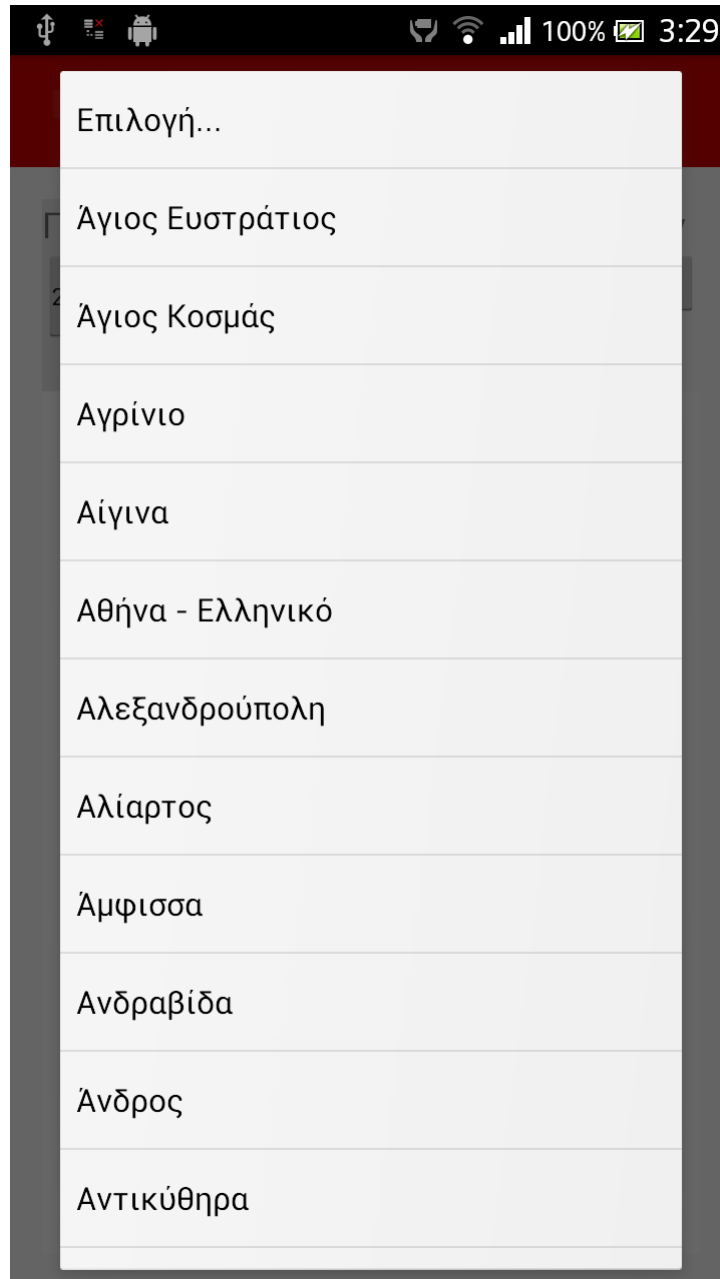 100% 3:29
Επιλογή...
Άγιος Ευστράτιος
Άγιος Κοσμάς
Αγρίνιο
Αίγινα
Αθήνα - Ελληνικό
Αλεξανδρούπολη
Αλίαρτος
Άμφισσα
Ανδραβίδα
Άνδρος
Αντικύθηρα